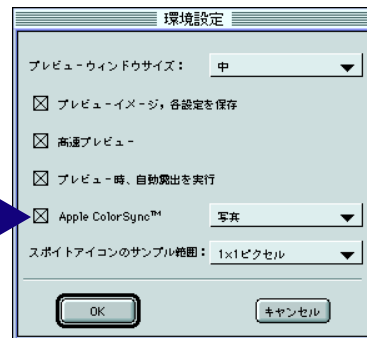 環境設定
プレビューウィンドウサイズ： 中
プレビューイメージ，各設定を保存
高速プレビュー
プレビュー時、自動露出を実行
Apple ColorSync™ 写真
スポイトアイコンのサンプル範囲： 1×1ピクセル
OK キャンセル